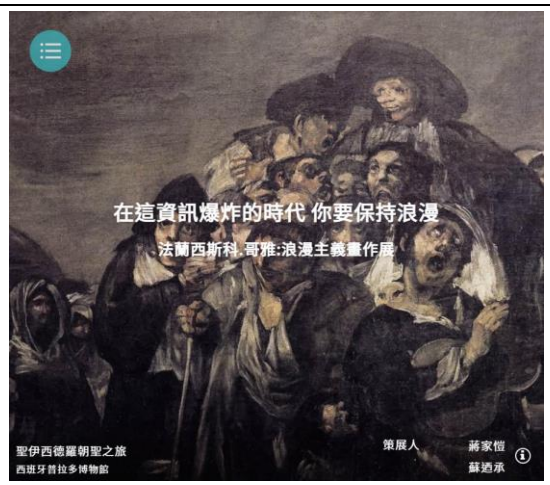 在這資訊爆炸的時代 你要保持浪漫
法蘭西斯科.哥雅:浪漫主義畫作展
聖伊西德羅朝聖之旅
西班牙普拉多博物館
策展人 蔣家愷
蘇迺承